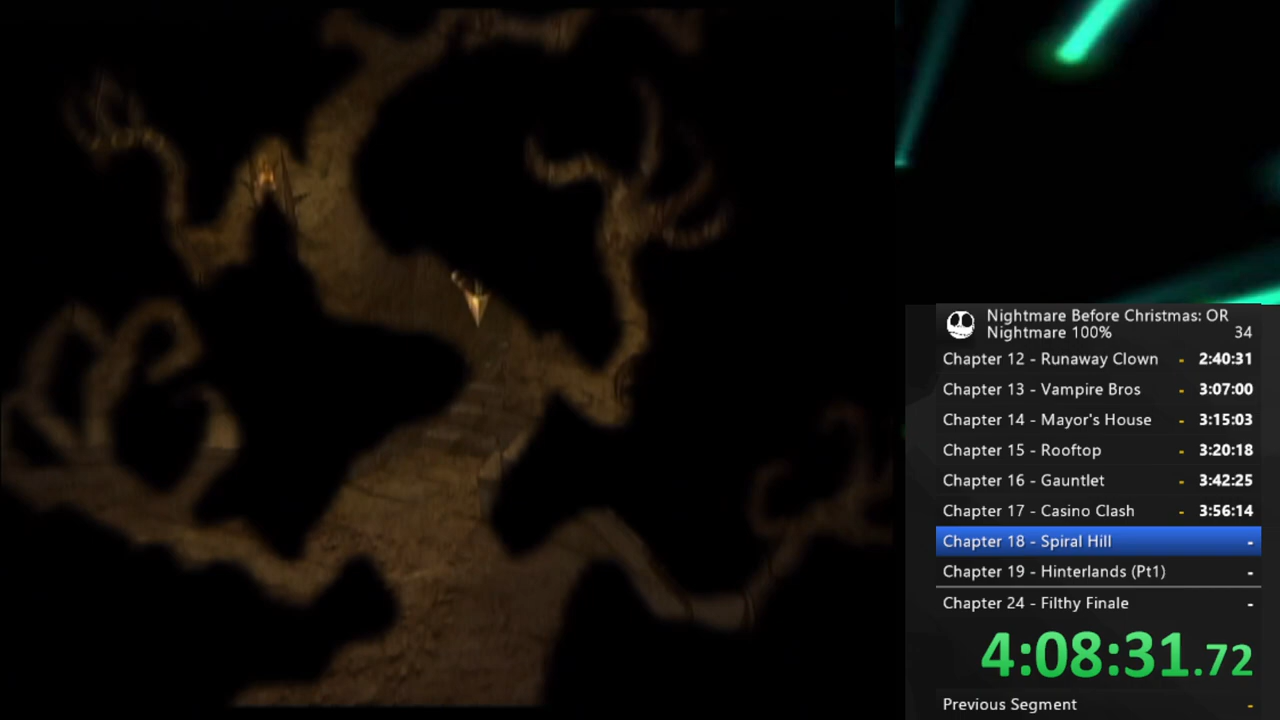 Nightmare Before Christmas: OR
Nightmare 100% 34
Chapter 12 - Runaway Clown - 2:40:31
Chapter 13 - Vampire Bros - 3:07:00
Chapter 14 - Mayor's House - 3:15:03
Chapter 15 - Rooftop - 3:20:18
Chapter 16 - Gauntlet - 3:42:25
Chapter 17 - Casino Clash - 3:56:14
Chapter 18 - Spiral Hill -
Chapter 19 - Hinterlands (Pt1) -
Chapter 24 - Filthy Finale -
4:08:31.72
Previous Segment -